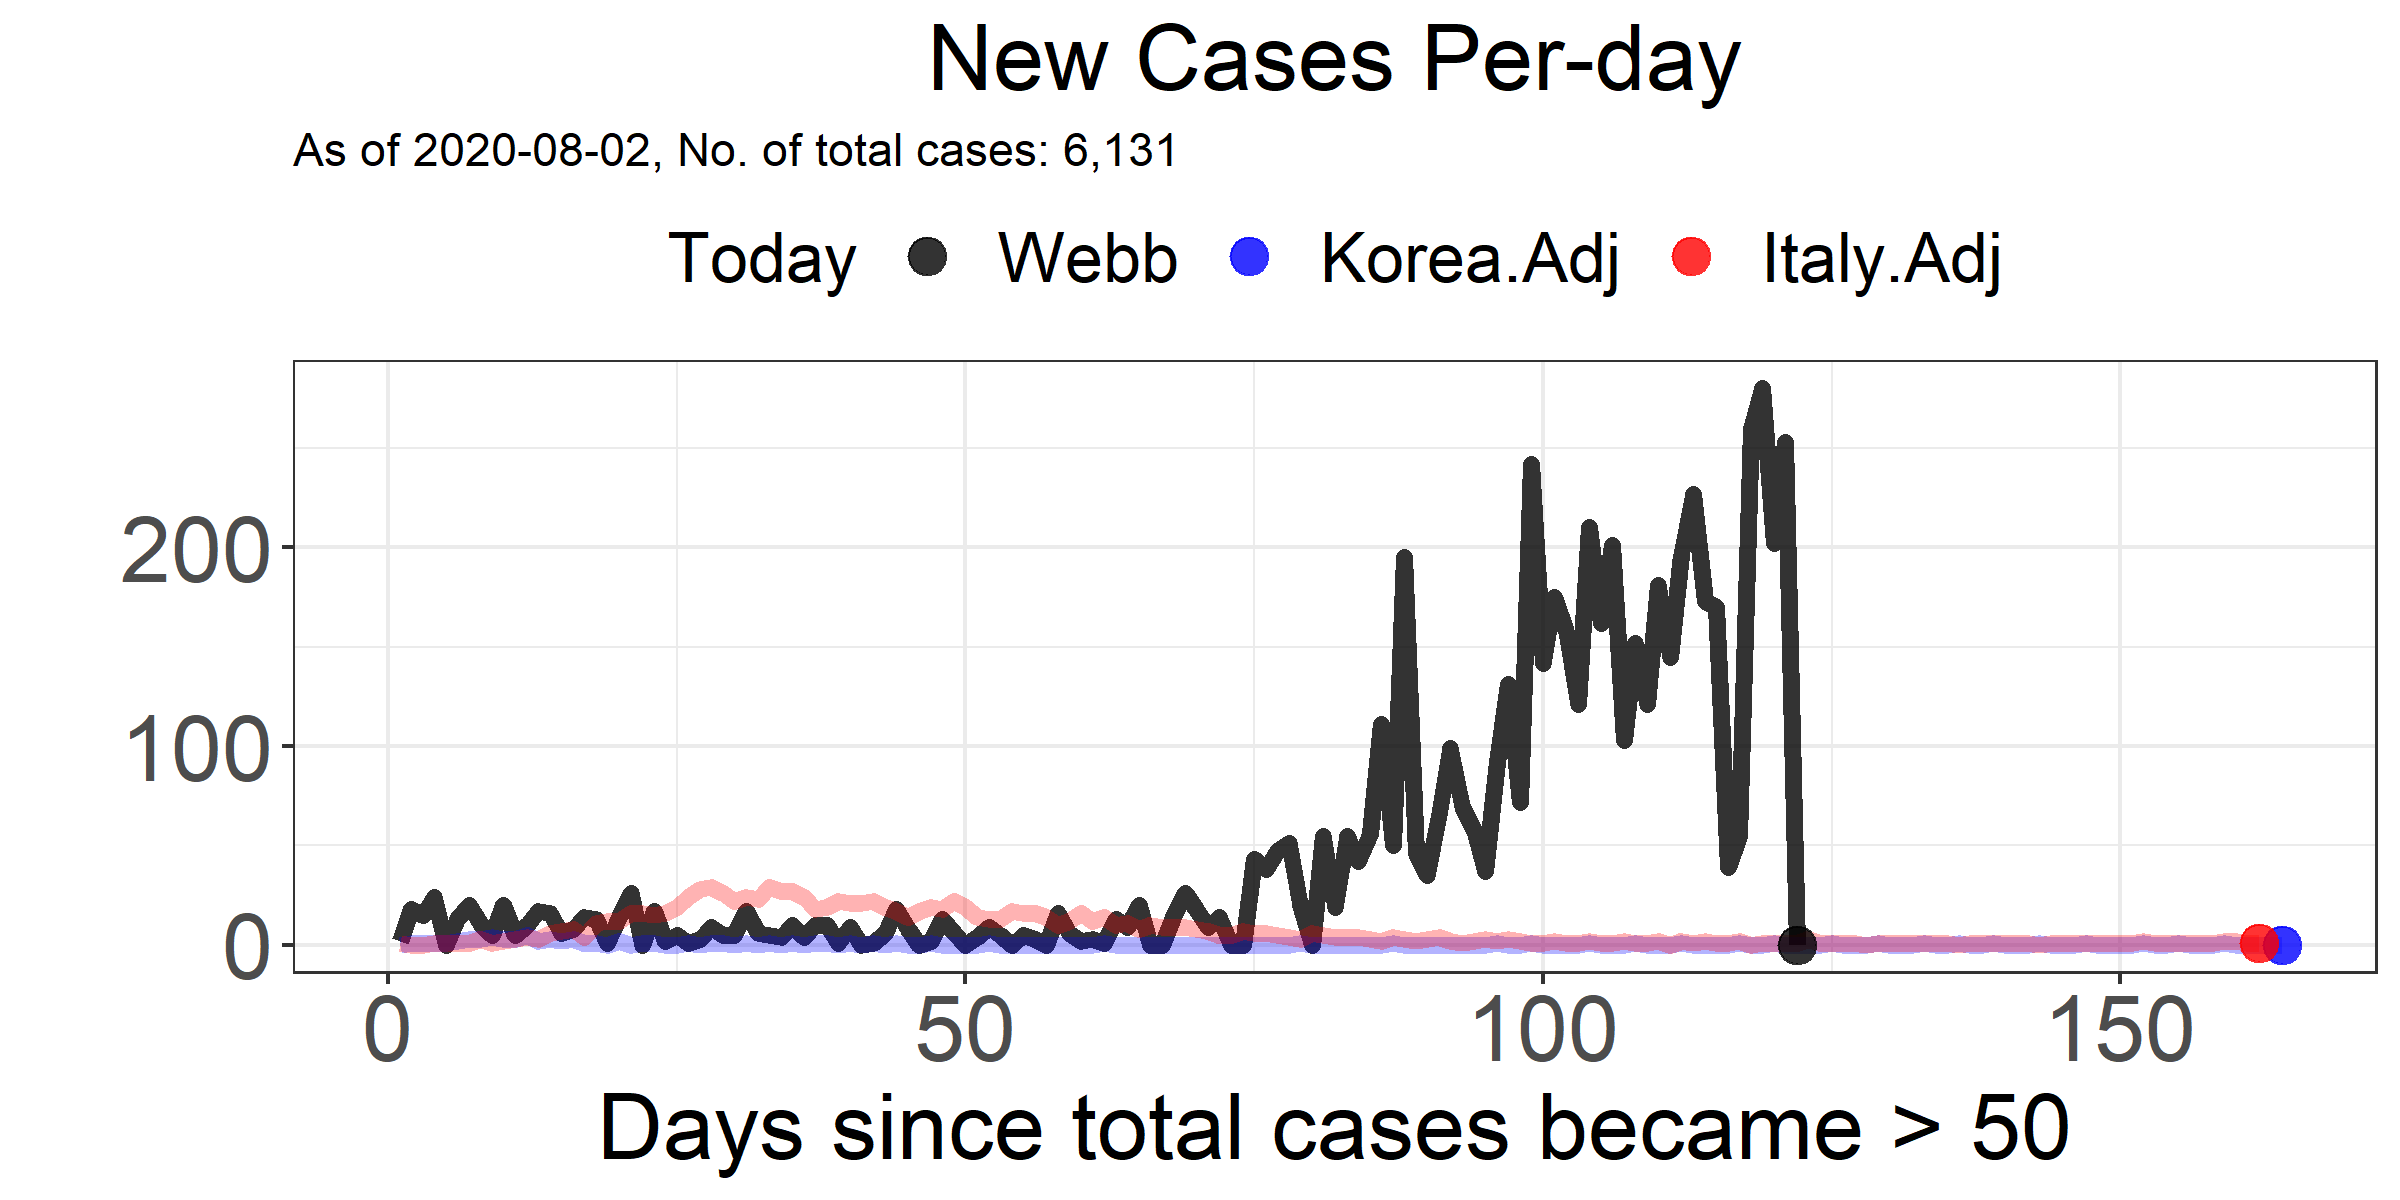 New Cases Per-day
As of 2020-08-02, No. of total cases: 6,131
Today Webb Korea.Adj Italy.Adj
200
100
0
0 50 100 150
Days since total cases became > 50